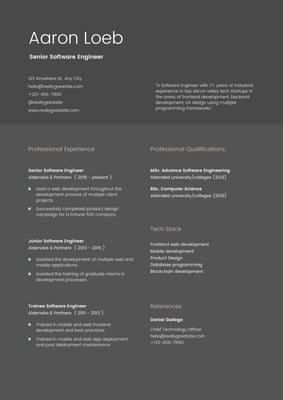 Aaron Loeb
Senior Software Engineer
123 Anywhere St., Any City
hello@reallygreatsite.com
+123-456-7890
@reallygreatsite
www.reallygreatsite.com
"A Software Engineer with 7+ years of industrial
experience in top silicon valley tech startups in
the areas of frontend development, backend
development, UX design using multiple
programming frameworks."
Professional Experience
Senior Software Engineer
Aldenaire & Partners ( 2015 - present )
Lead a web development throughout the
development process of multiple client
projects.
Successfully completed product design
campaign for a fortune 500 company.
Junior Software Engineer
Aldenaire & Partners ( 2013 - 2015 )
Assisted the development of multiple web and
mobile applications.
Assisted the training of graduate interns in
development processes.
Trainee Software Engineer
Aldenaire & Partners ( 2011 - 2013 )
Trained in mobile and web frontend
development and best practices.
Trained in mobile and web app deployment
and post deployment maintenance
Professional Qualifications
MSc. Advance Software Engineering
Attended university/colleges (2013)
BSc. Computer Science
Attended university/colleges (2010)
Tech Stack
Frontend web development
Mobile development
Product Design
Database programming
Blockchain development
References
Daniel Gallego
Chief Technology Officer
hello@reallygreatsite.com
+123-456-7890